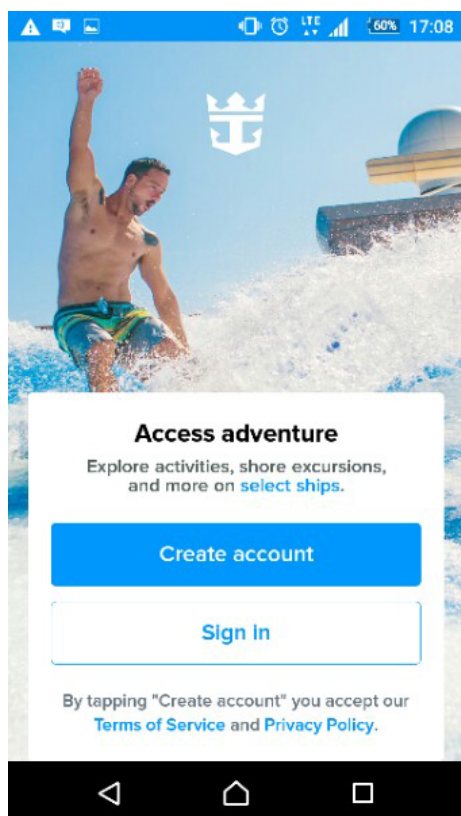 LTE 60% 17:08
Access adventure
Explore activities, shore excursions,
and more on select ships.
Create account
Sign in
By tapping "Create account" you accept our
Terms of Service and Privacy Policy.